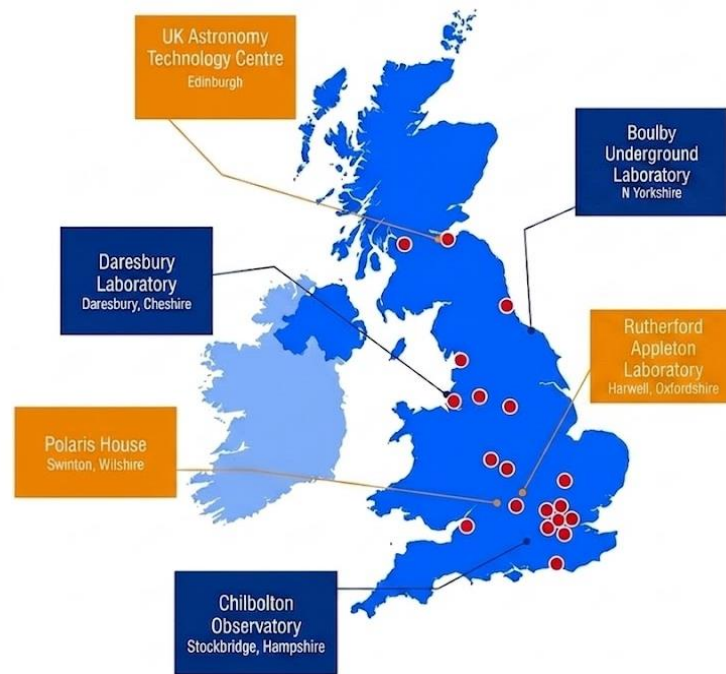 UK Astronomy
Technology Centre
Edinburgh
Boulby
Underground
Laboratory
N Yorkshire
Daresbury
Laboratory
Daresbury, Cheshire
Rutherford
Appleton
Laboratory
Harwell, Oxfordshire
Polaris House
Swinton, Wilshire
Chilbolton
Observatory
Stockbridge, Hampshire